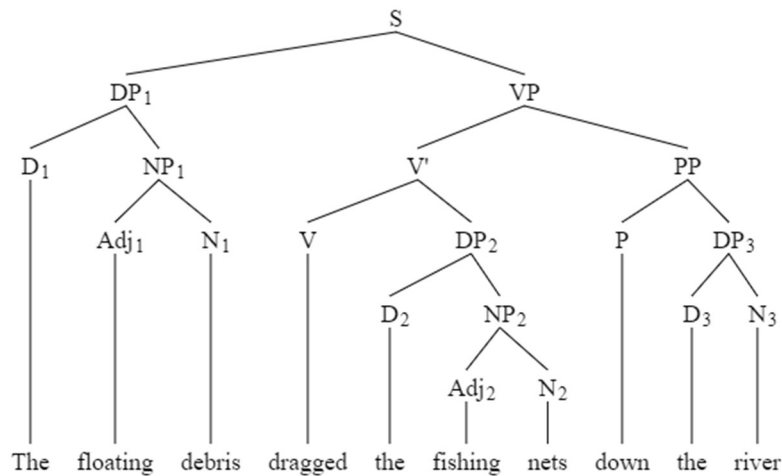 S
DP₁ VP
D₁ NP₁ V' PP
Adj₁ N₁ V DP₂ P DP₃
D₂ NP₂ D₃ N₃
Adj₂ N₂
The floating debris dragged the fishing nets down the river